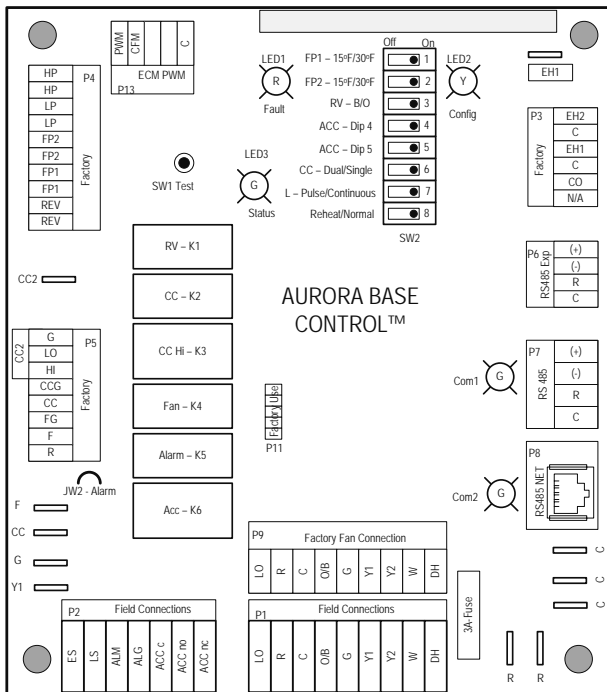 PWM
CFM
C
ECM PWM
P13
LED1
R
Fault
Off
On
FP1 – 15ºF/30ºF
1
FP2 – 15ºF/30ºF
2
RV – B/O
3
ACC – Dip 4
4
ACC – Dip 5
5
CC – Dual/Single
6
L – Pulse/Continuous
7
Reheat/Normal
8
SW2
LED2
Y
Config
EH1
HP
HP
LP
LP
FP2
FP2
FP1
FP1
REV
REV
P4
Factory
SW1 Test
LED3
G
Status
P3
Factory
EH2
C
EH1
C
CO
N/A
CC2
RV – K1
CC – K2
CC Hi – K3
Fan – K4
Alarm – K5
Acc – K6
AURORA BASE
CONTROL™
P6
RS485 Exp
(+)
(-)
R
C
CC2
G
LO
HI
CCG
CC
FG
F
R
P5
Factory
JW2 - Alarm
Factory Use
P11
Com1
G
P7
RS 485
(+)
(-)
R
C
Com2
G
P8
RS485 NET
F
CC
G
Y1
P9
Factory Fan Connection
LO
R
C
O/B
G
Y1
Y2
W
DH
C
C
C
P2
Field Connections
ES
LS
ALM
ALG
ACC c
ACC no
ACC nc
P1
Field Connections
LO
R
C
O/B
G
Y1
Y2
W
DH
3A-Fuse
R
R